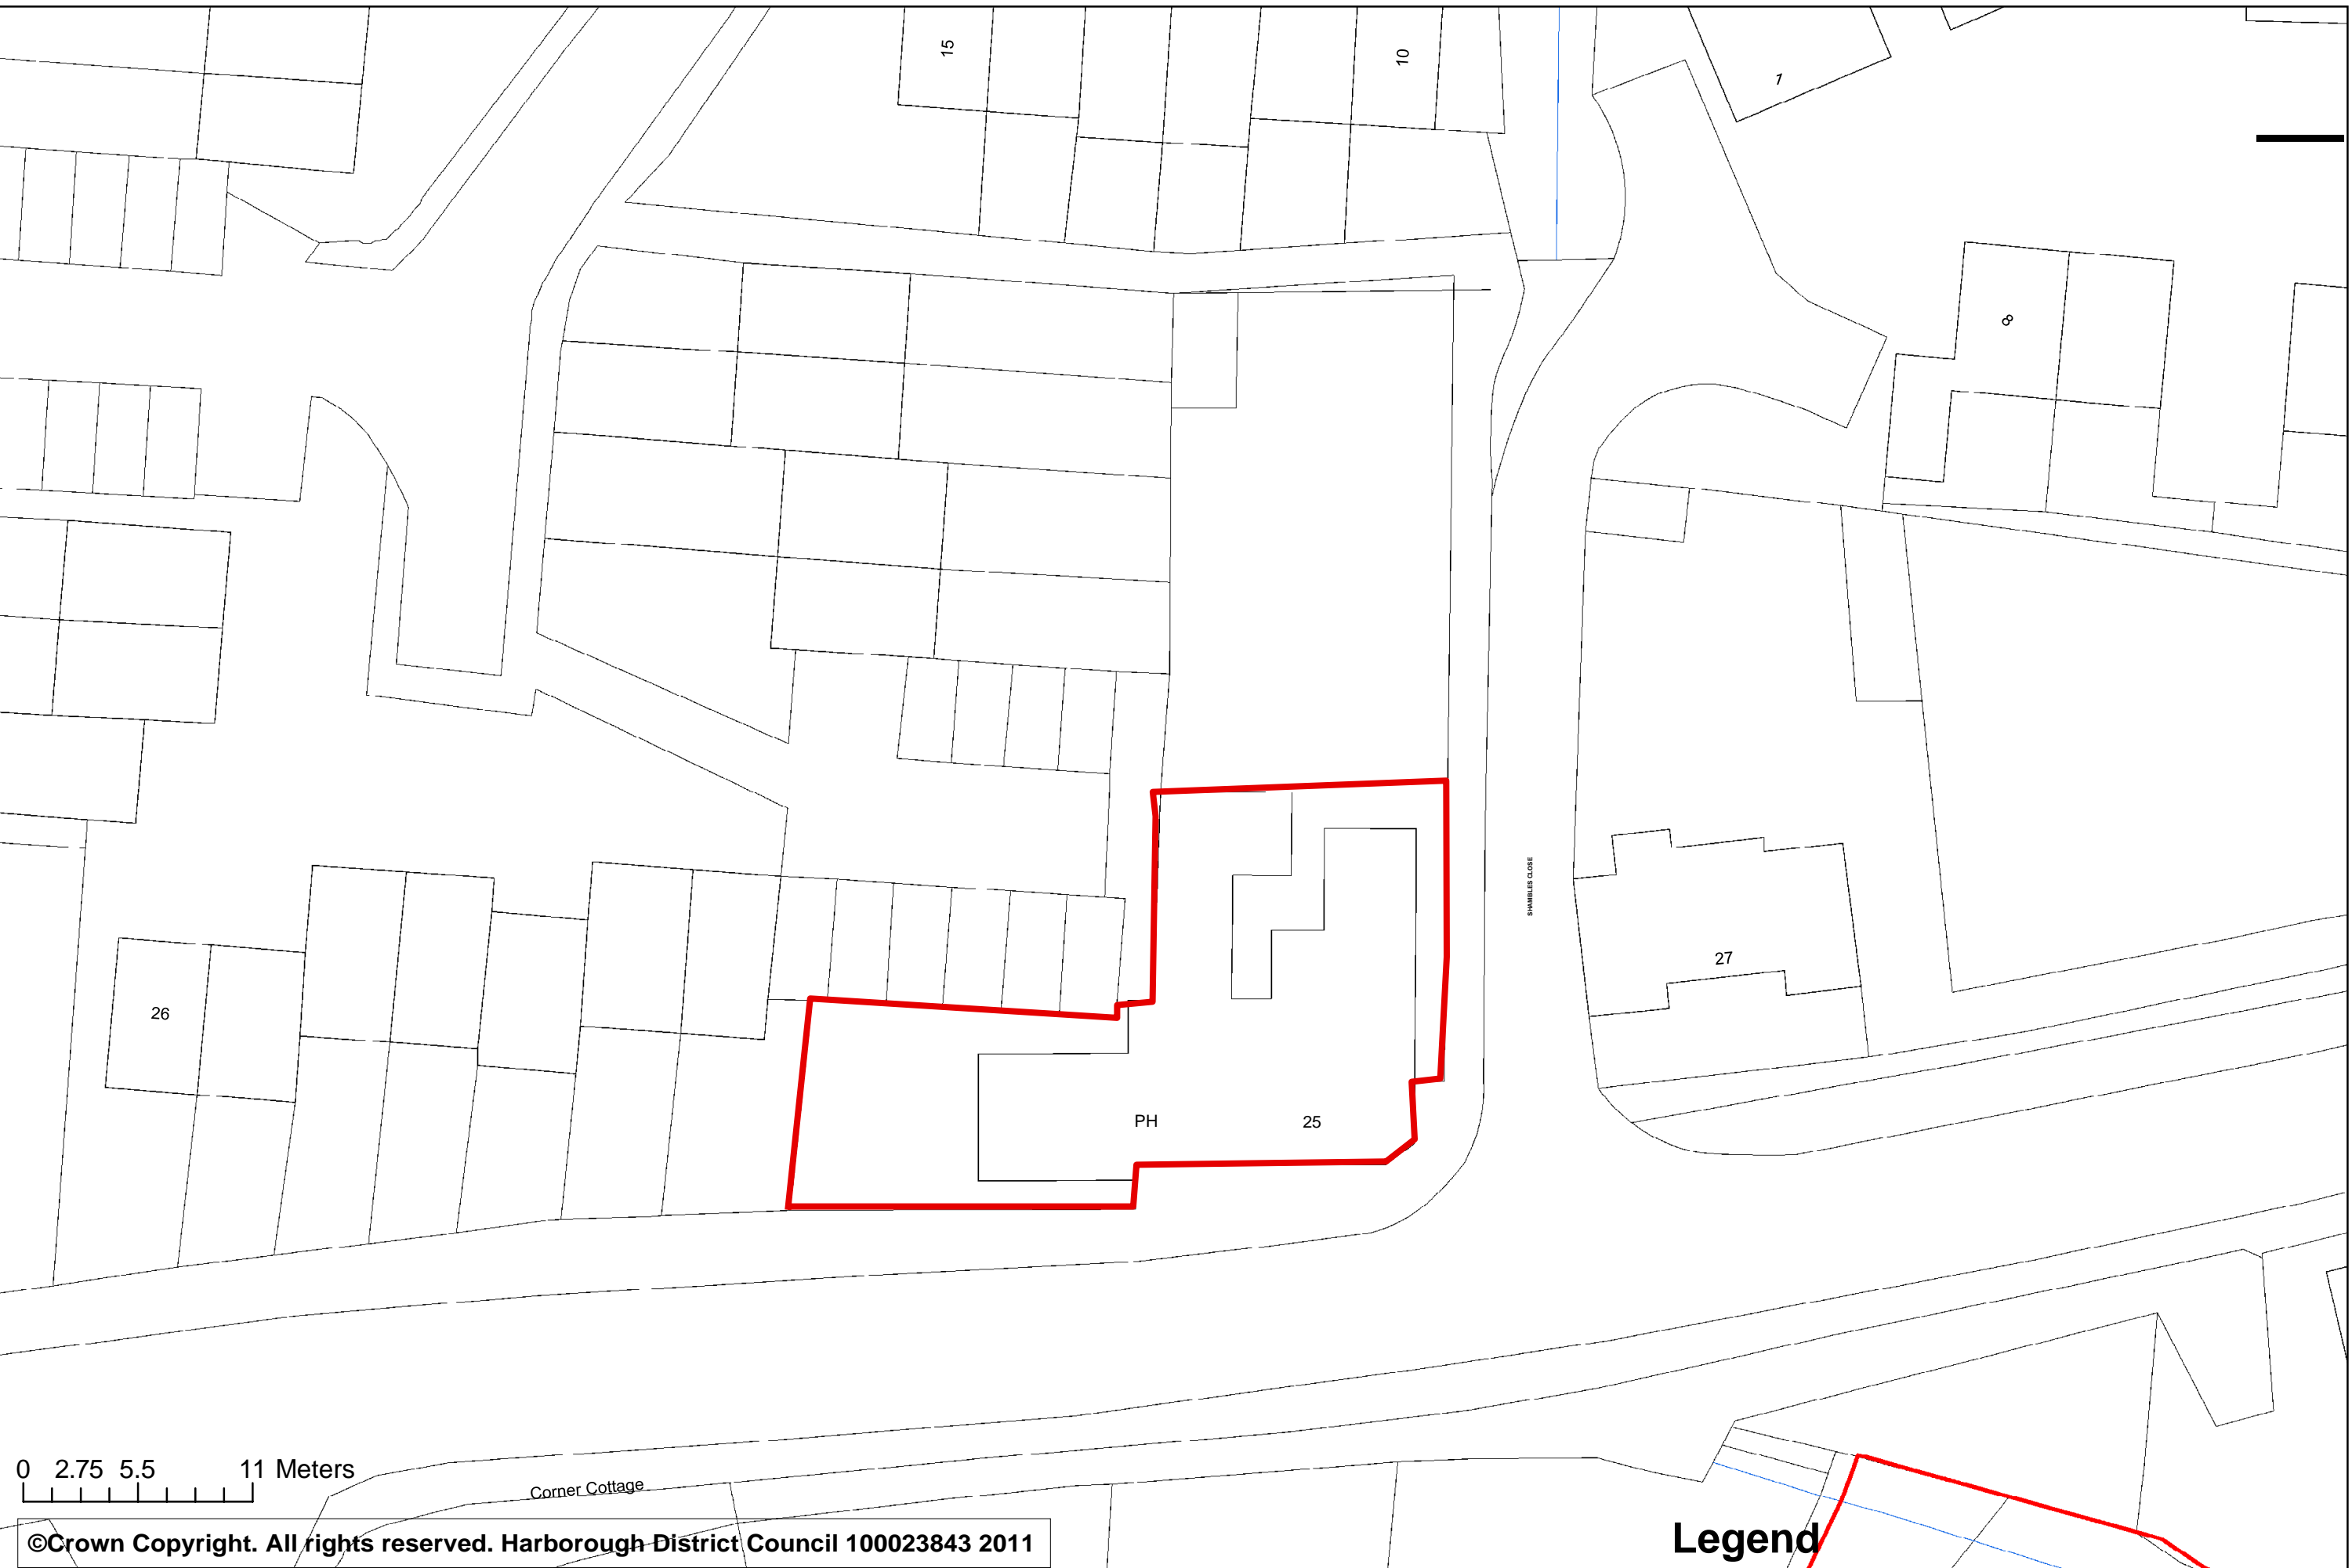 15
10
1
8
SHAMBLES CLOSE
27
26
PH
25
0 2.75 5.5 11 Meters
Corner Cottage
©Crown Copyright. All rights reserved. Harborough District Council 100023843 2011
Legend